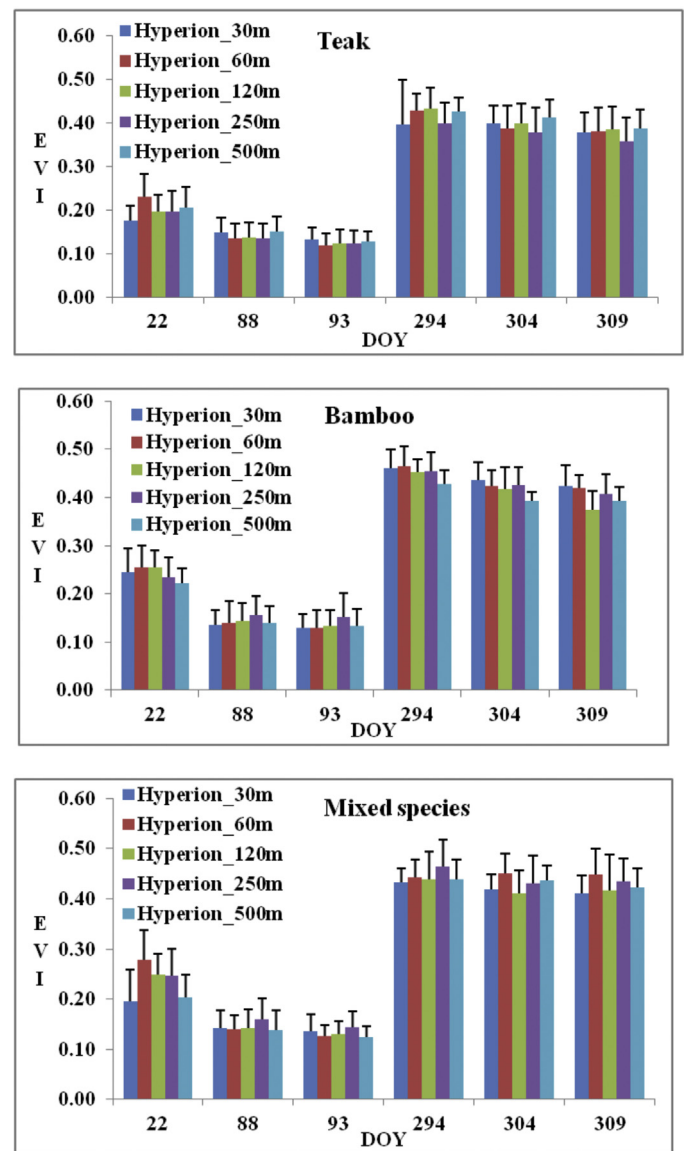 Teak
Hyperion_30m
Hyperion_60m
Hyperion_120m
Hyperion_250m
Hyperion_500m
0.60
0.50
0.40
0.30
0.20
0.10
0.00
E
V
I
22 88 93 294 304 309
DOY
Bamboo
Hyperion_30m
Hyperion_60m
Hyperion_120m
Hyperion_250m
Hyperion_500m
0.60
0.50
0.40
0.30
0.20
0.10
0.00
E
V
I
22 88 93 294 304 309
DOY
Mixed species
Hyperion_30m
Hyperion_60m
Hyperion_120m
Hyperion_250m
Hyperion_500m
0.60
0.50
0.40
0.30
0.20
0.10
0.00
E
V
I
22 88 93 294 304 309
DOY